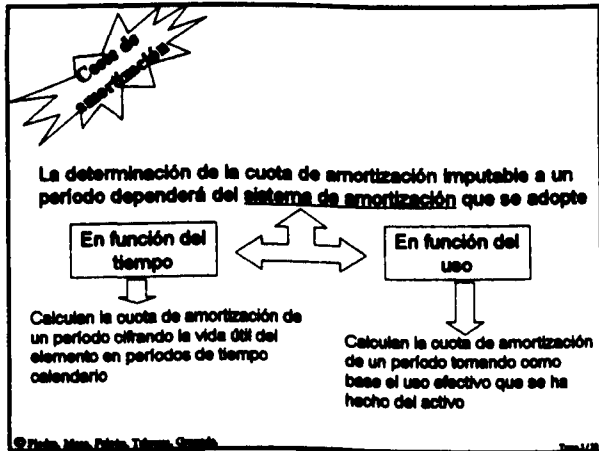 Cuota de
amortización
La determinación de la cuota de amortización imputable a un
período dependerá del sistema de amortización que se adopte
En función del
tiempo
En función del
uso
Calculan la cuota de amortización de
un período cifrando la vida útil del
elemento en períodos de tiempo
calendario
Calculan la cuota de amortización
de un período tomando como
base el uso efectivo que se ha
hecho del activo